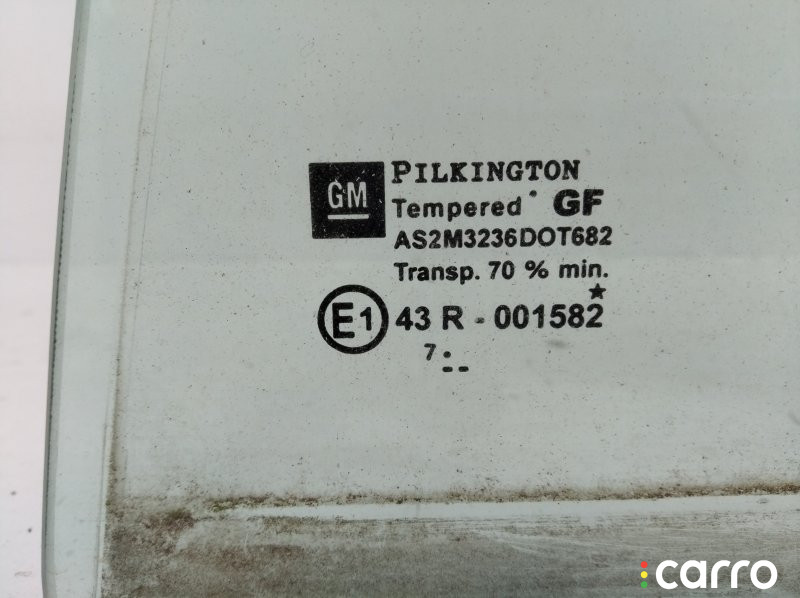 GM
PILKINGTON
Tempered GF
AS2M3236DOT682
Transp. 70 % min.
E1 43 R - 001582
7
carro